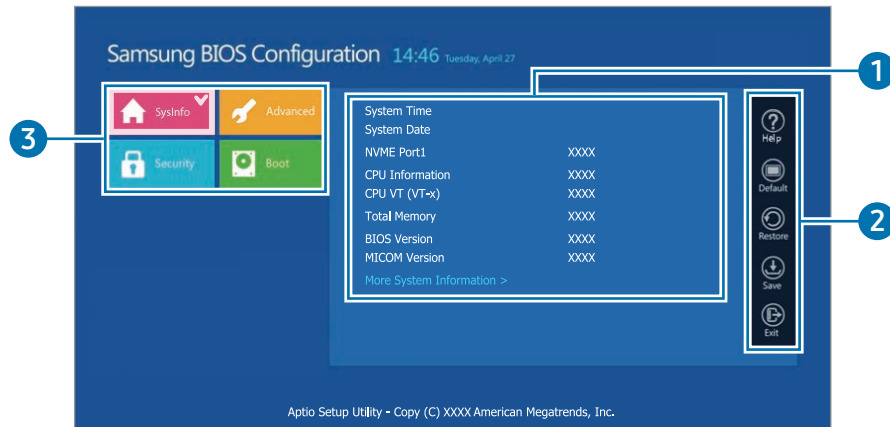 Samsung BIOS Configuration 14:46 Tuesday, April 27
1
SysInfo
Advanced
Security
Boot
3
System Time
System Date
NVME Port1 XXXX
CPU Information XXXX
CPU VT (VT-x) XXXX
Total Memory XXXX
BIOS Version XXXX
MICOM Version XXXX
More System Information >
Help
Default
Restore
Save
Exit
2
Aptio Setup Utility - Copy (C) XXXX American Megatrends, Inc.